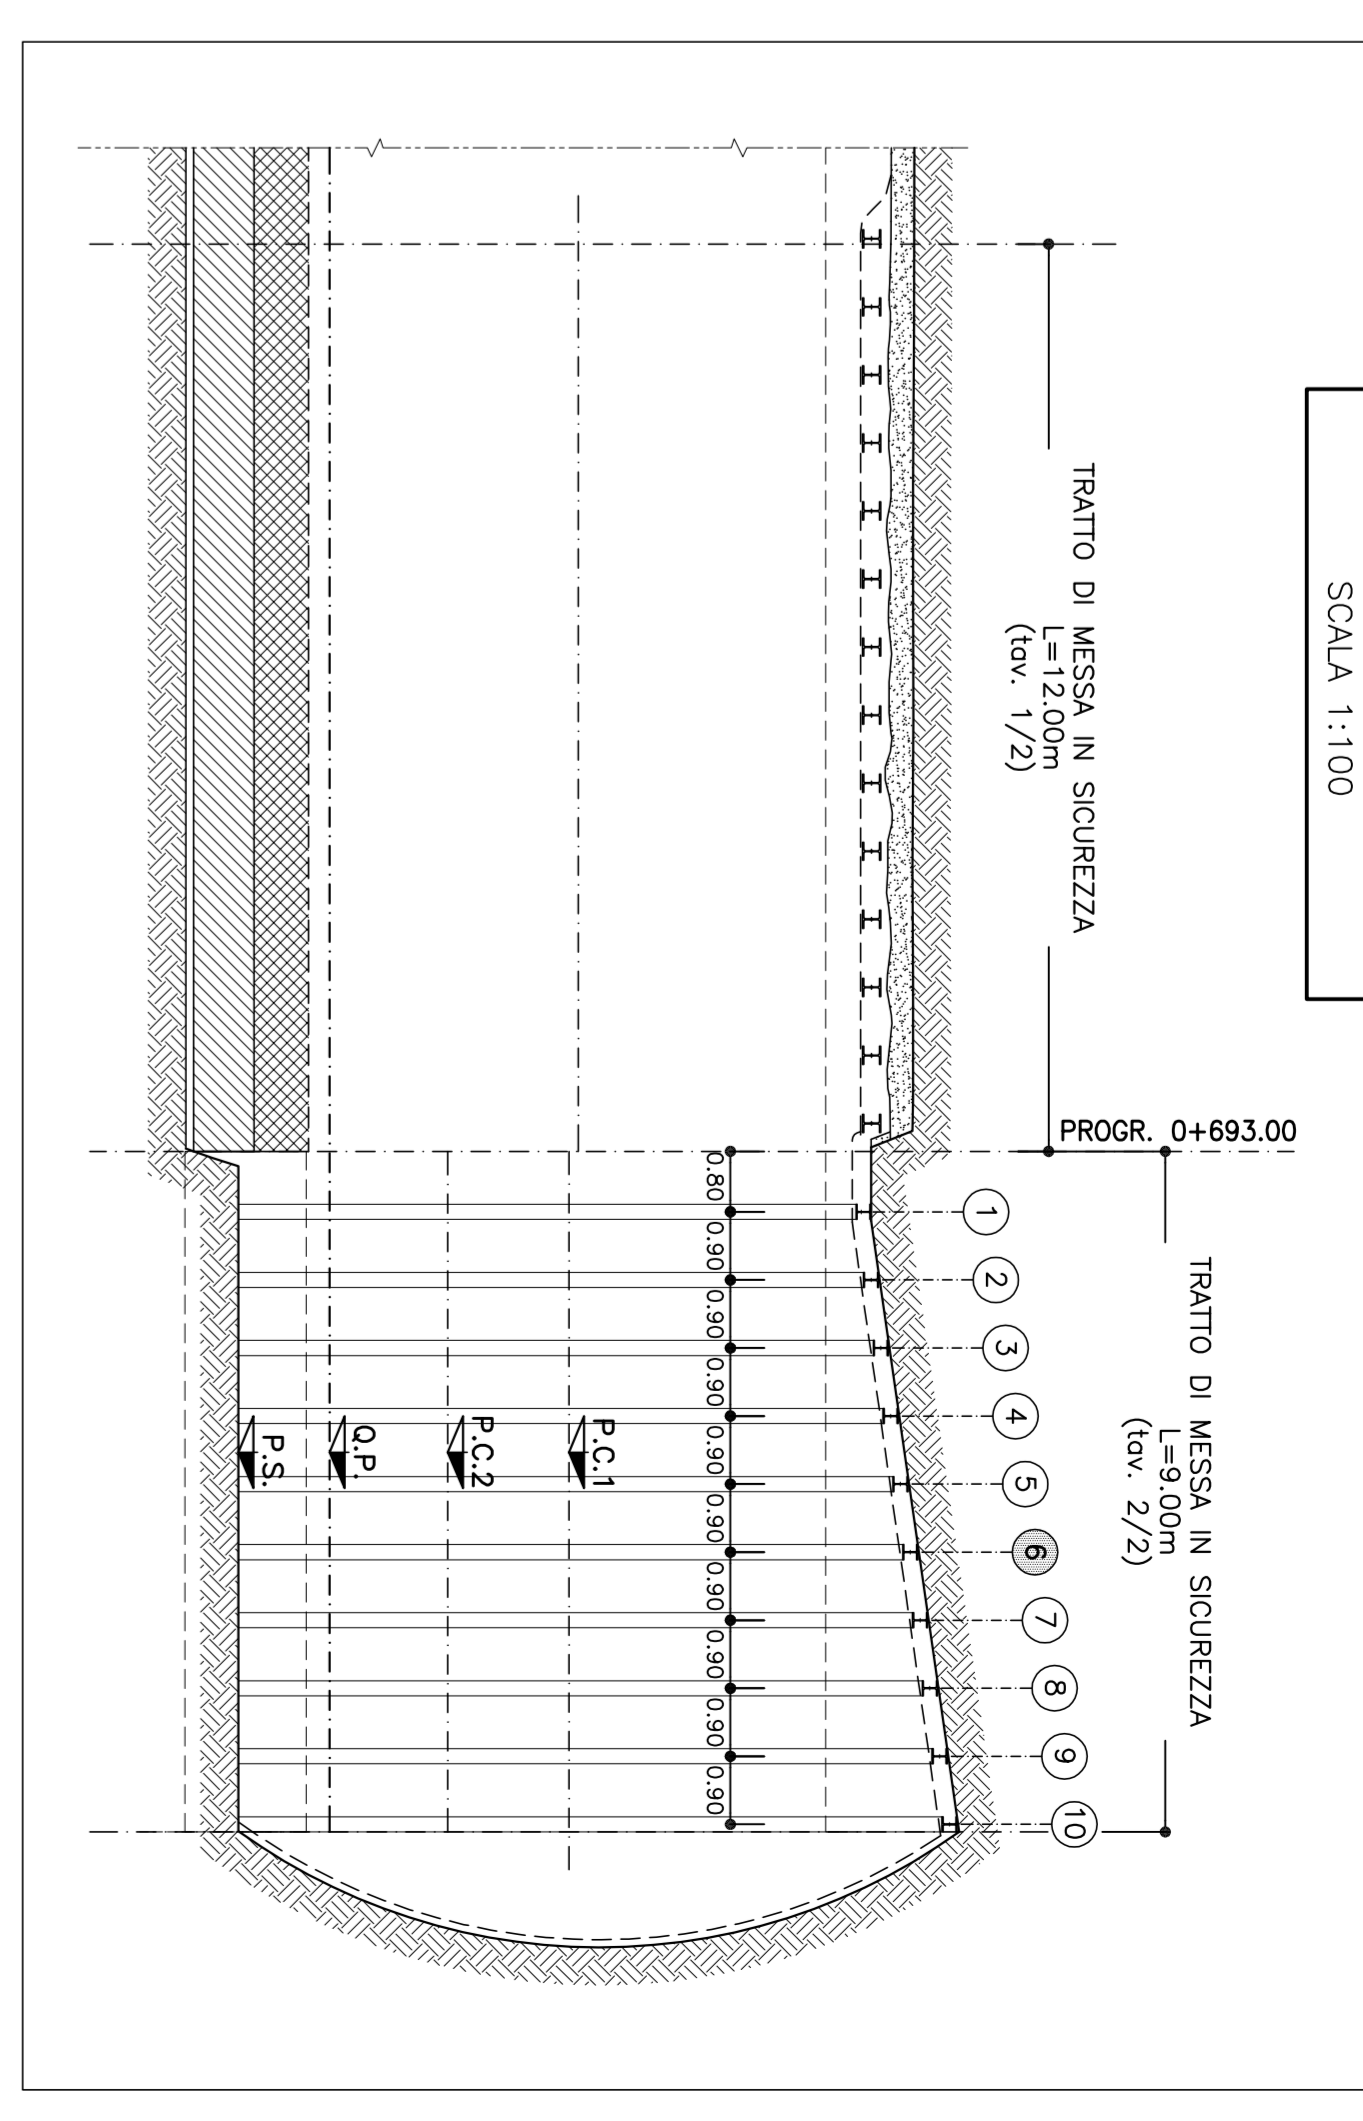 SCALA 1:100
TRATTO DI MESSA IN SICUREZZA
L=12.00m
(tav. 1/2)
PROGR. 0+693.00
TRATTO DI MESSA IN SICUREZZA
L=9.00m
(tav. 2/2)
1
2
3
4
5
6
7
8
9
10
0.80
0.90
0.90
0.90
0.90
0.90
0.90
0.90
0.90
0.90
P.C.1
P.C.2
Q.P.
P.S.